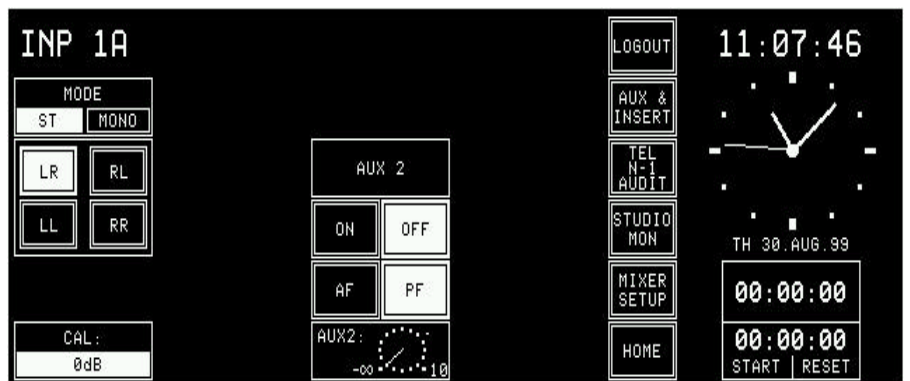 INP 1A
MODE
ST MONO
LR RL
LL RR
CAL:
0dB
AUX 2
ON OFF
AF PF
AUX2:
-∞ 10
LOGOUT
AUX &
INSERT
TEL
N-1
AUDIT
STUDIO
MON
MIXER
SETUP
HOME
11:07:46
TH 30.AUG.99
00:00:00
00:00:00
START RESET